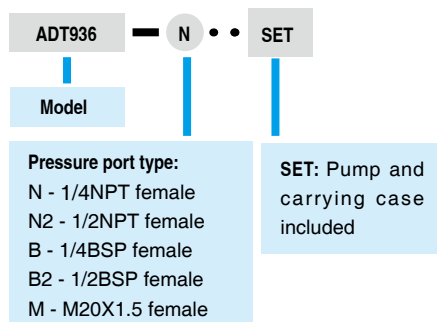 ADT936 — N • • SET
Model
Pressure port type:
N - 1/4NPT female
N2 - 1/2NPT female
B - 1/4BSP female
B2 - 1/2BSP female
M - M20X1.5 female
SET: Pump and
carrying case
included